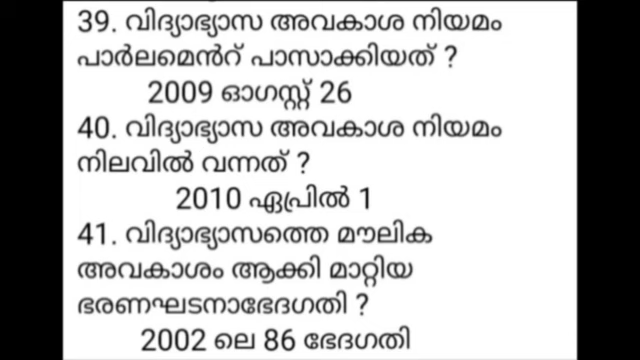 39. വിദ്യാഭ്യാസ അവകാശ നിയമം
പാർലമെൻറ് പാസാക്കിയത് ?
2009 ഓഗസ്റ്റ് 26
40. വിദ്യാഭ്യാസ അവകാശ നിയമം
നിലവിൽ വന്നത് ?
2010 ഏപ്രിൽ 1
41. വിദ്യാഭ്യാസത്തെ മൗലിക
അവകാശം ആക്കി മാറ്റിയ
ഭരണഘടനാഭേദഗതി ?
2002 ലെ 86 ഭേദഗതി